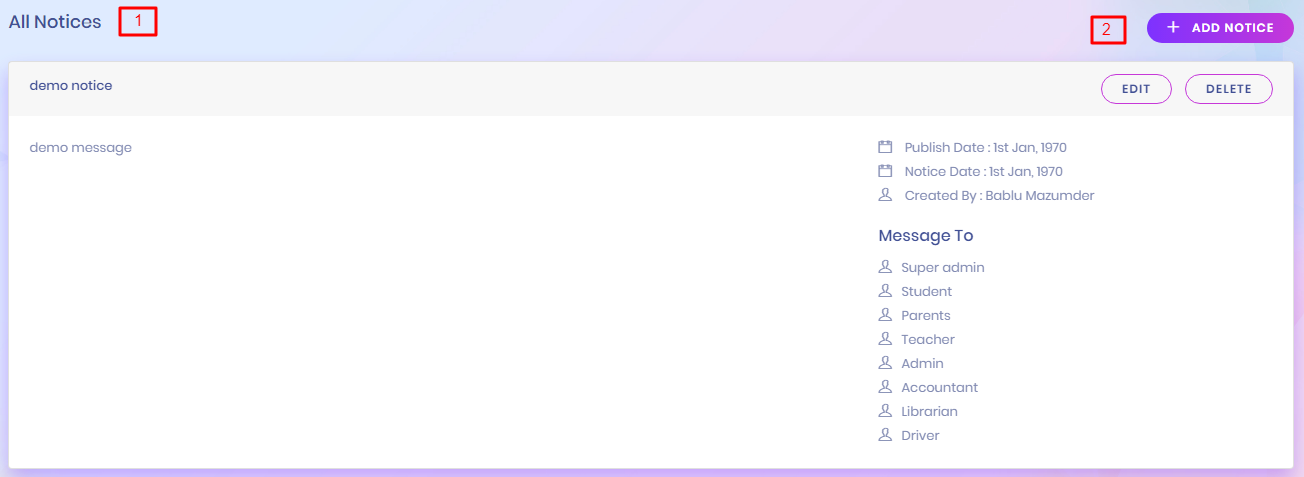 All Notices 1
2 + ADD NOTICE
demo notice
EDIT DELETE
demo message
Publish Date : 1st Jan, 1970
Notice Date : 1st Jan, 1970
Created By : Bablu Mazumder
Message To
Super admin
Student
Parents
Teacher
Admin
Accountant
Librarian
Driver